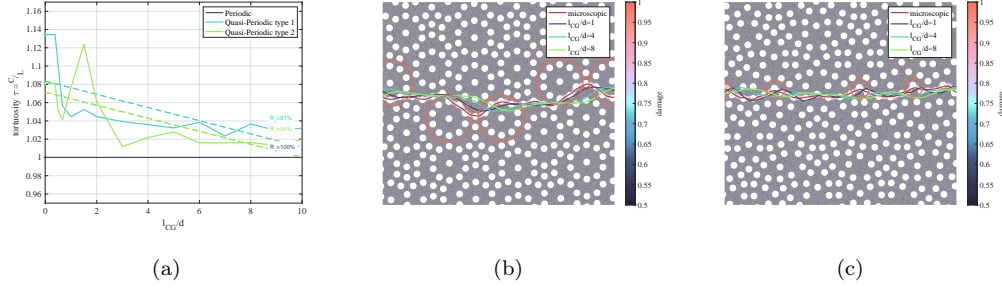 1.16
1.14
1.12
1.1
1.08
1.06
1.04
1.02
1
0.98
0.96
tortuosity τ = C/L
Periodic
Quasi-Periodic type 1
Quasi-Periodic type 2
R =91%
R =94%
R =100%
0 2 4 6 8 10
l_CG/d
(a)
microscopic
l_CG/d=1
l_CG/d=4
l_CG/d=8
1
0.95
0.9
0.85
0.8
0.75
0.7
0.65
0.6
0.55
0.5
damage
(b)
microscopic
l_CG/d=1
l_CG/d=4
l_CG/d=8
1
0.95
0.9
0.85
0.8
0.75
0.7
0.65
0.6
0.55
0.5
damage
(c)